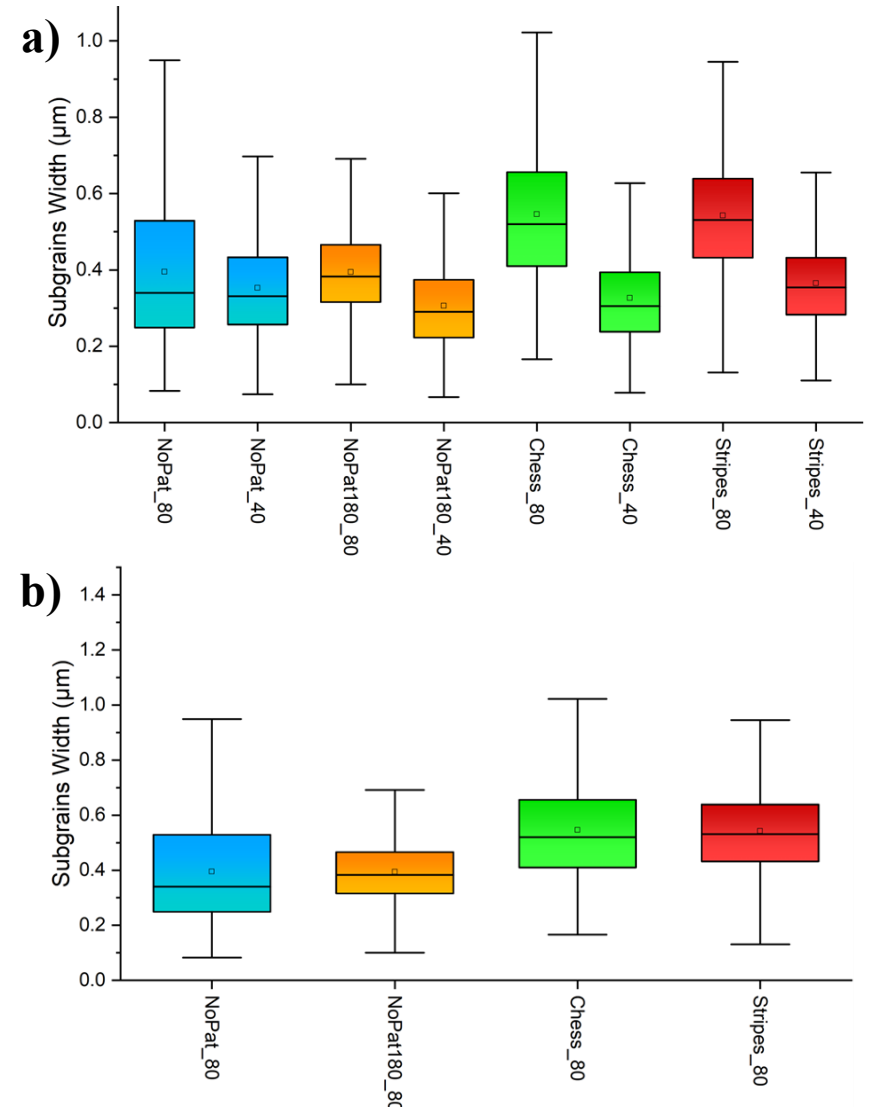 a)
Subgrains Width (μm)
1.0
0.8
0.6
0.4
0.2
0.0
NoPat_80
NoPat_40
NoPat180_80
NoPat180_40
Chess_80
Chess_40
Stripes_80
Stripes_40
b)
Subgrains Width (μm)
1.4
1.2
1.0
0.8
0.6
0.4
0.2
0.0
NoPat_80
NoPat180_80
Chess_80
Stripes_80